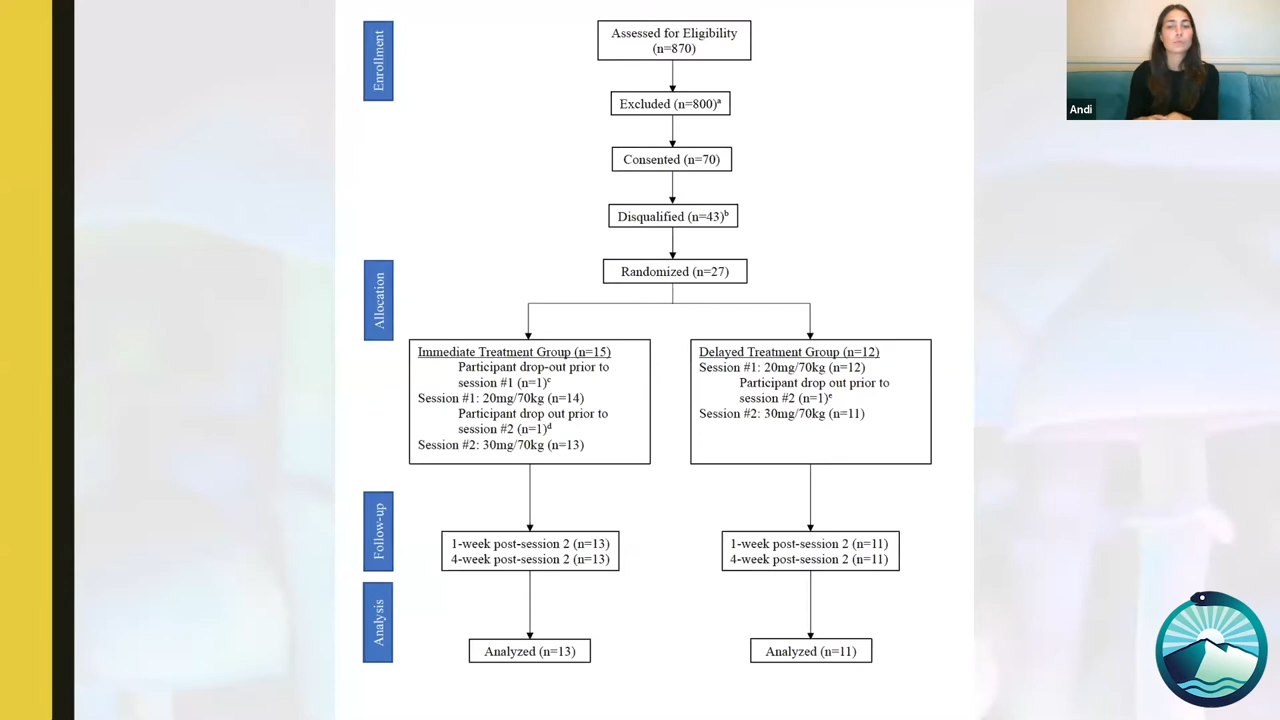 Enrollment
Assessed for Eligibility
(n=870)
Excluded (n=800)ᵃ
Consented (n=70)
Disqualified (n=43)ᵇ
Allocation
Randomized (n=27)
Immediate Treatment Group (n=15)
Participant drop-out prior to
session #1 (n=1)ᶜ
Session #1: 20mg/70kg (n=14)
Participant drop out prior to
session #2 (n=1)ᵈ
Session #2: 30mg/70kg (n=13)
Delayed Treatment Group (n=12)
Session #1: 20mg/70kg (n=12)
Participant drop out prior to
session #2 (n=1)ᵉ
Session #2: 30mg/70kg (n=11)
Follow-up
1-week post-session 2 (n=13)
4-week post-session 2 (n=13)
1-week post-session 2 (n=11)
4-week post-session 2 (n=11)
Analysis
Analyzed (n=13)
Analyzed (n=11)
Andi